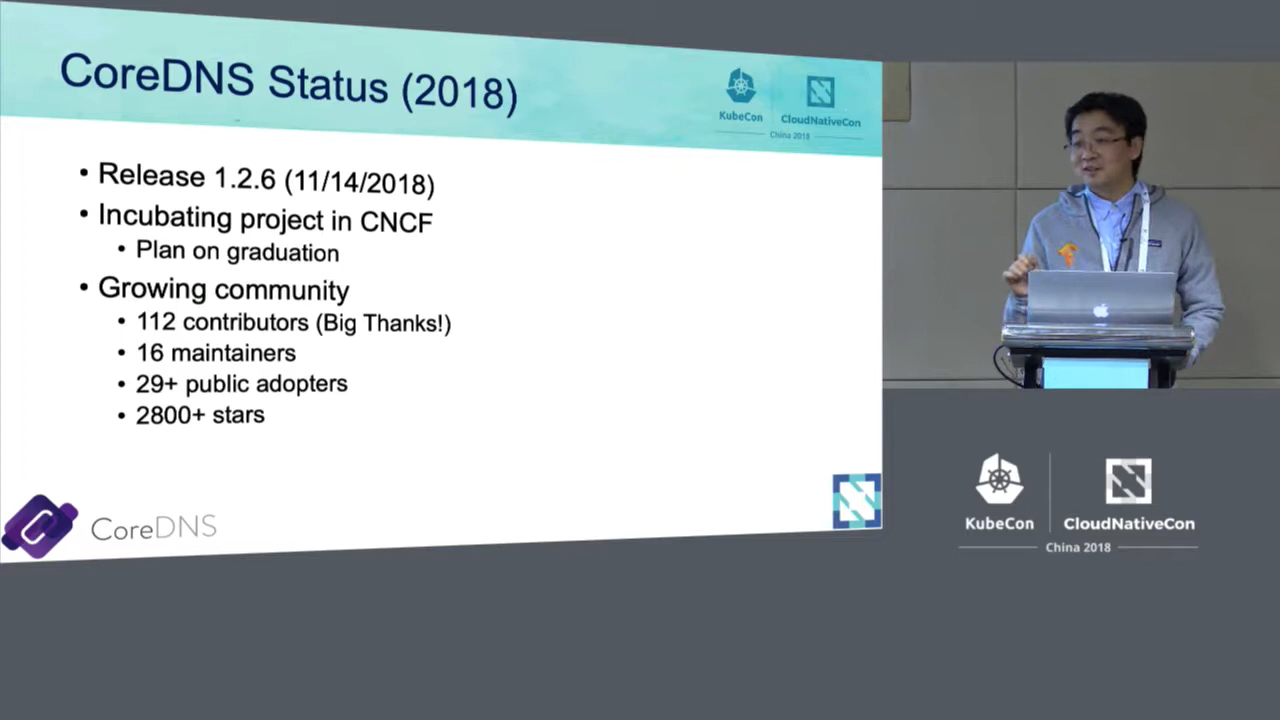 CoreDNS Status (2018)
KubeCon
CloudNativeCon
China 2018
• Release 1.2.6 (11/14/2018)
• Incubating project in CNCF
• Plan on graduation
• Growing community
• 112 contributors (Big Thanks!)
• 16 maintainers
• 29+ public adopters
• 2800+ stars
CoreDNS
KubeCon
CloudNativeCon
China 2018